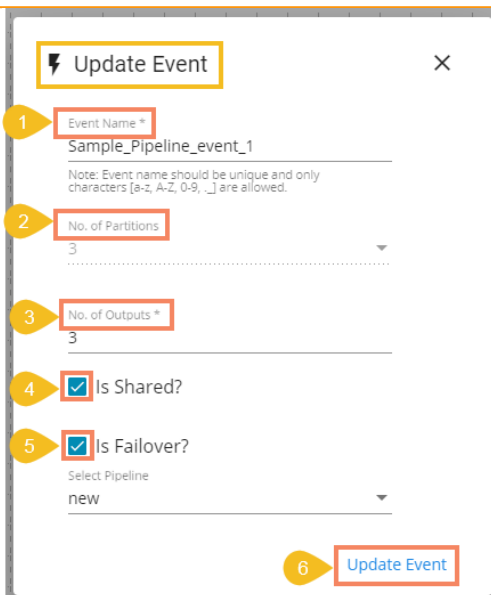 Update Event
1
Event Name *
Sample_Pipeline_event_1
Note: Event name should be unique and only
characters [a-z, A-Z, 0-9, ._] are allowed.
2
No. of Partitions
3
3
No. of Outputs *
3
4
Is Shared?
5
Is Failover?
Select Pipeline
new
6
Update Event